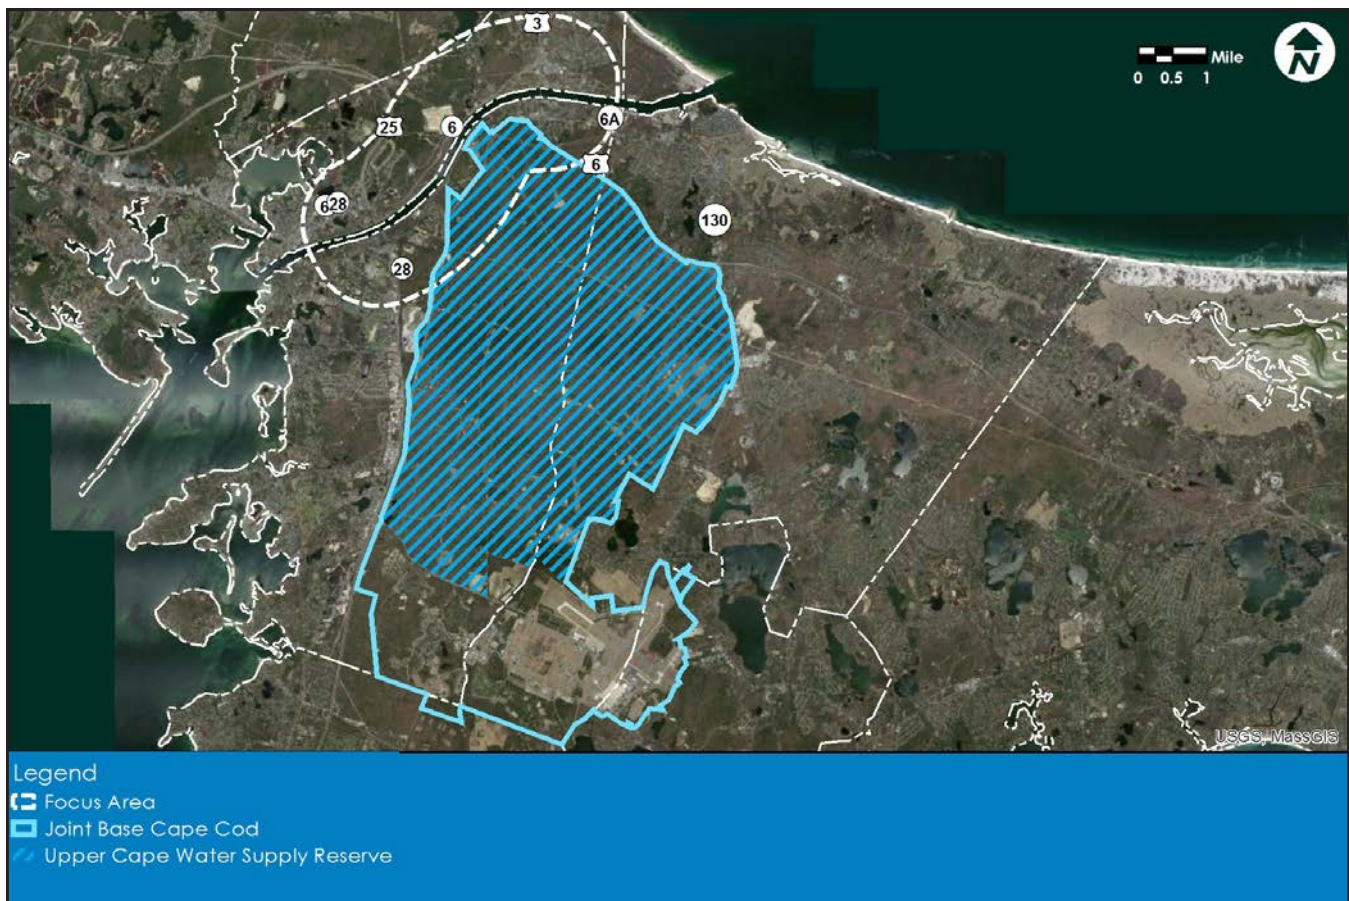 3
Mile
0 0.5 1
N
25
6
6A
6
6 28
130
28
USGS, MassGIS
Legend
Focus Area
Joint Base Cape Cod
Upper Cape Water Supply Reserve